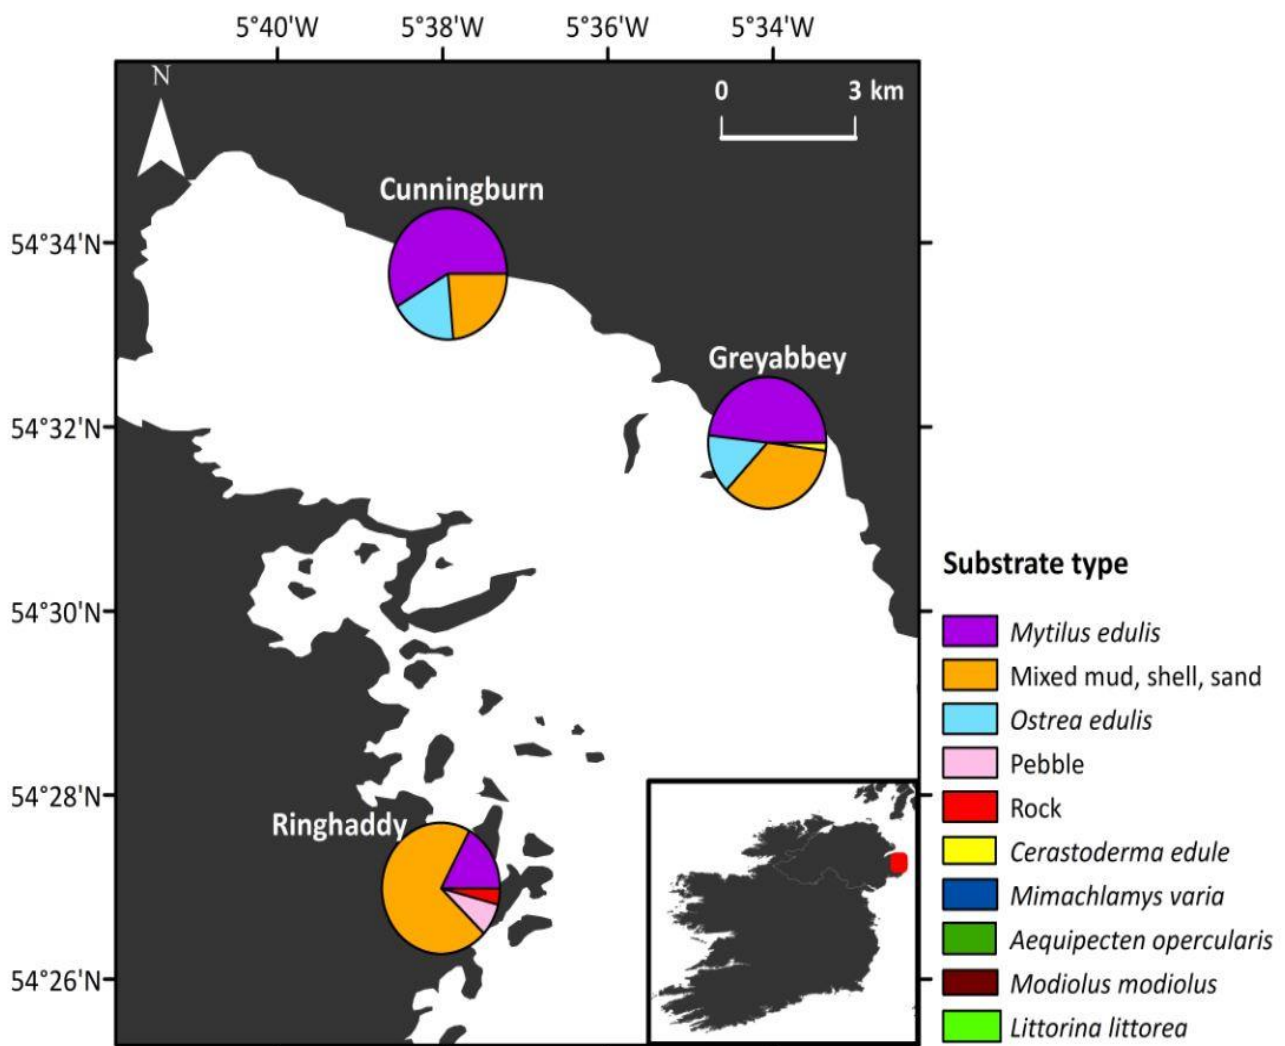 5°40'W 5°38'W 5°36'W 5°34'W
N
0 3 km
Cunningburn
54°34'N
Greyabbey
54°32'N
Substrate type
54°30'N
Mytilus edulis
Mixed mud, shell, sand
Ostrea edulis
Pebble
54°28'N
Rock
Ringhaddy
Cerastoderma edule
Mimachlamys varia
Aequipecten opercularis
54°26'N
Modiolus modiolus
Littorina littorea